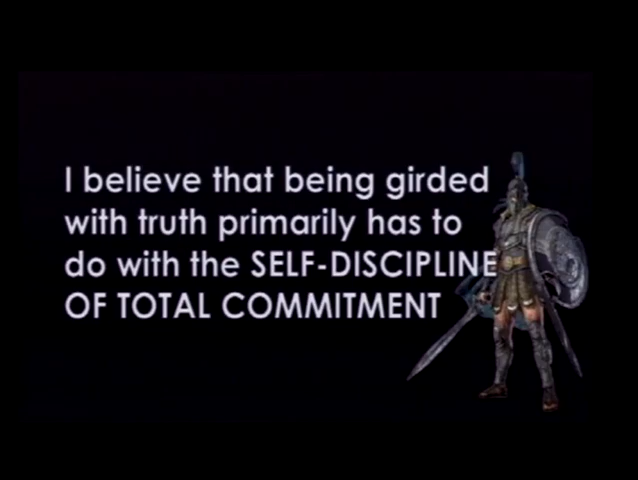 I believe that being girded
with truth primarily has to
do with the SELF-DISCIPLINE
OF TOTAL COMMITMENT